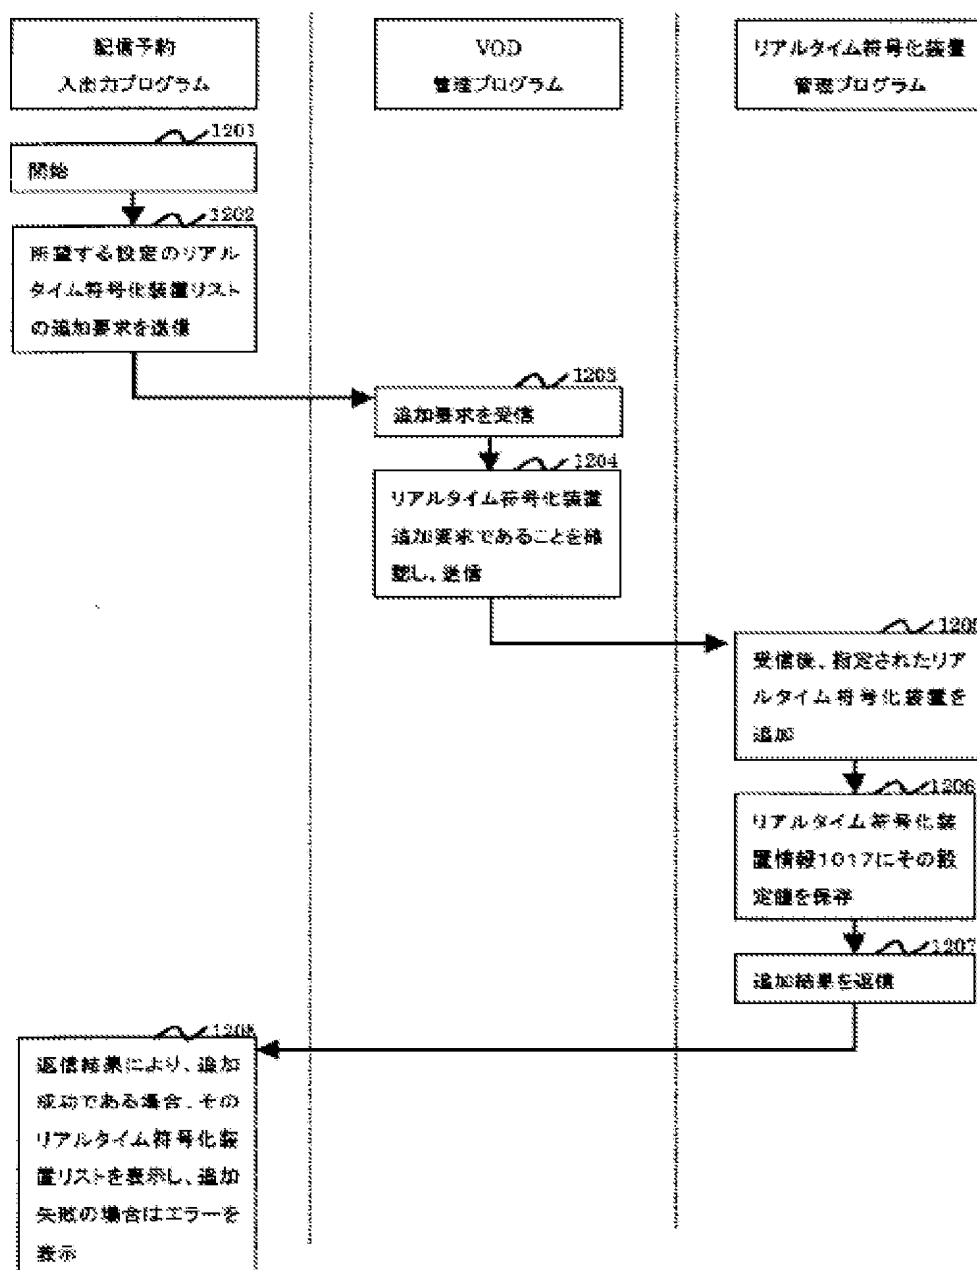 配信予約
入出力プログラム
VOD
管理プログラム
リアルタイム符号化装置
管理プログラム
1201
開始
1202
所望する設定のリアル
タイム符号化装置リスト
の追加要求を送信
1203
追加要求を受信
1204
リアルタイム符号化装置
追加要求であることを確
認し、送信
1205
受信後、指定されたリア
ルタイム符号化装置を
追加
1206
リアルタイム符号化装
置情報1017にその設
定値を保存
1207
追加結果を返信
1208
返信結果により、追加
成功である場合、その
リアルタイム符号化装
置リストを表示し、追加
失敗の場合はエラーを
表示